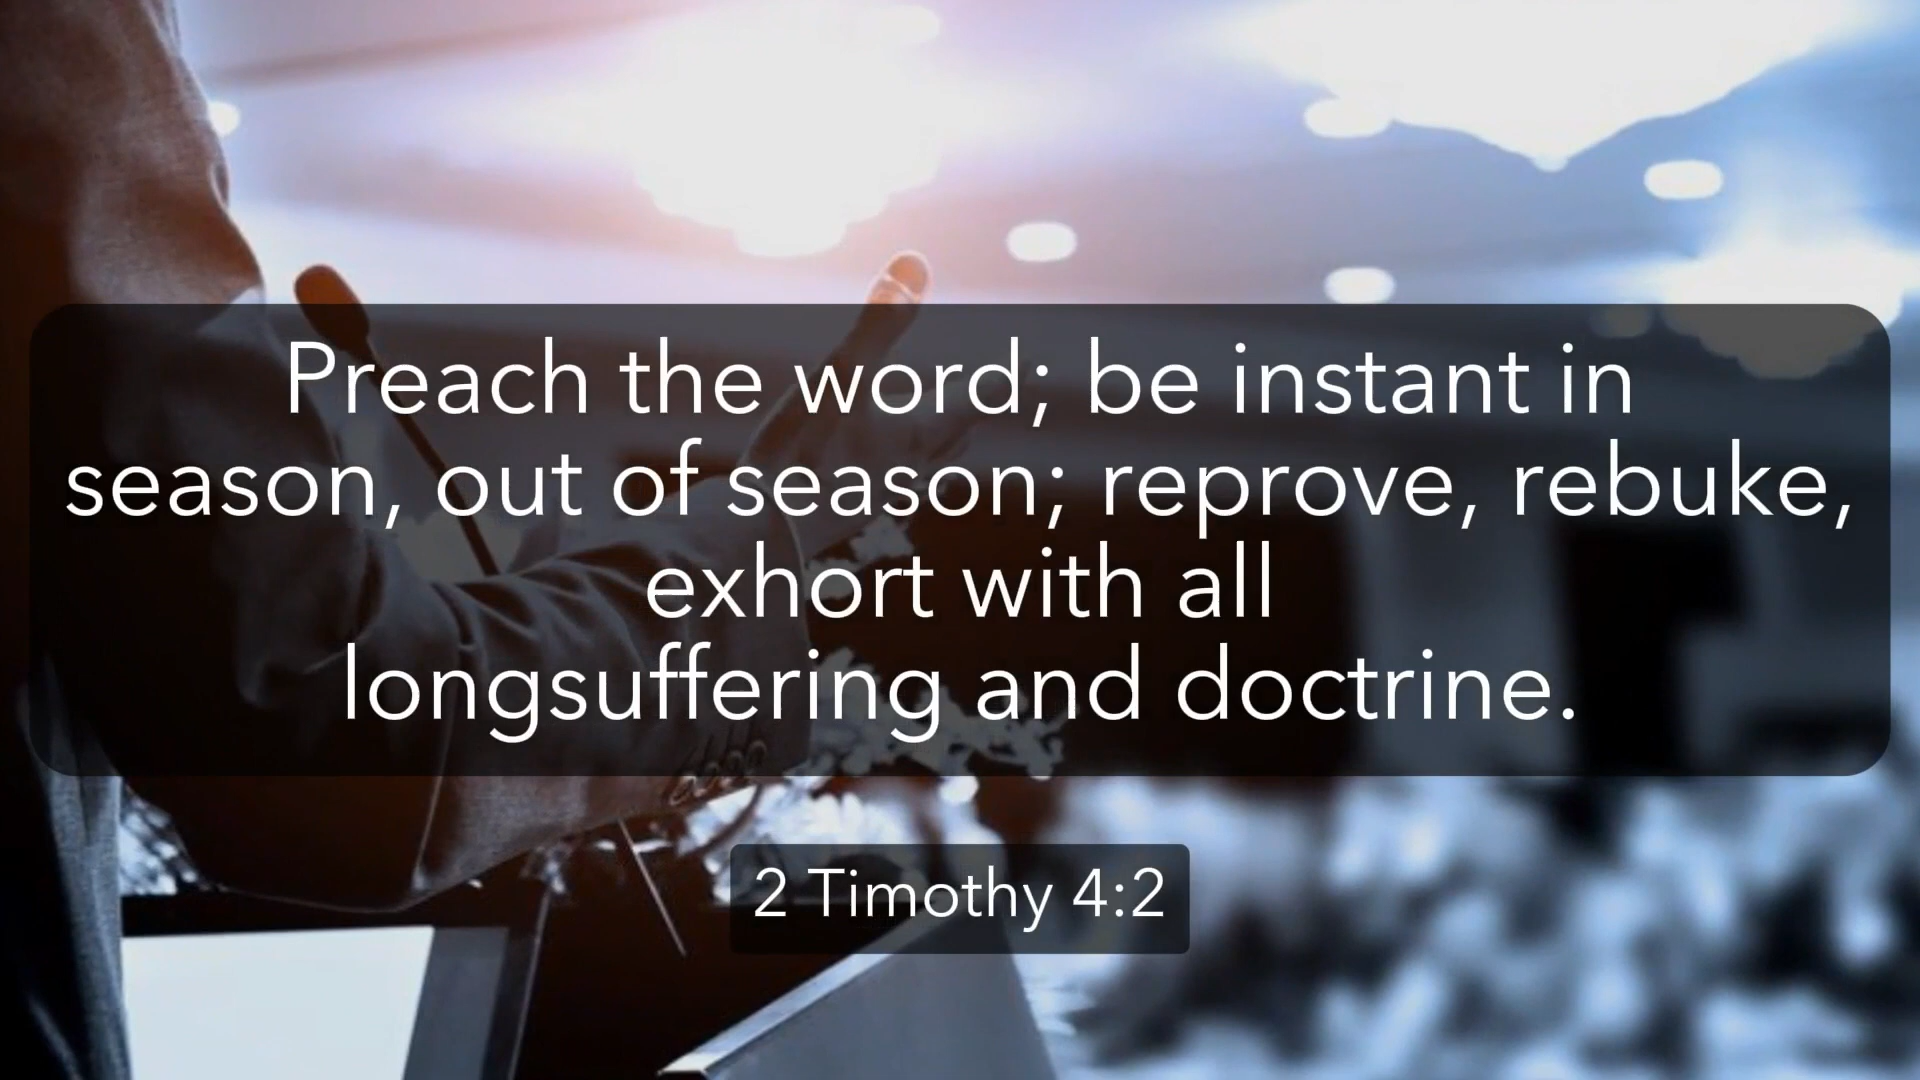 Preach the word; be instant in
season, out of season; reprove, rebuke,
exhort with all
longsuffering and doctrine.
2 Timothy 4:2